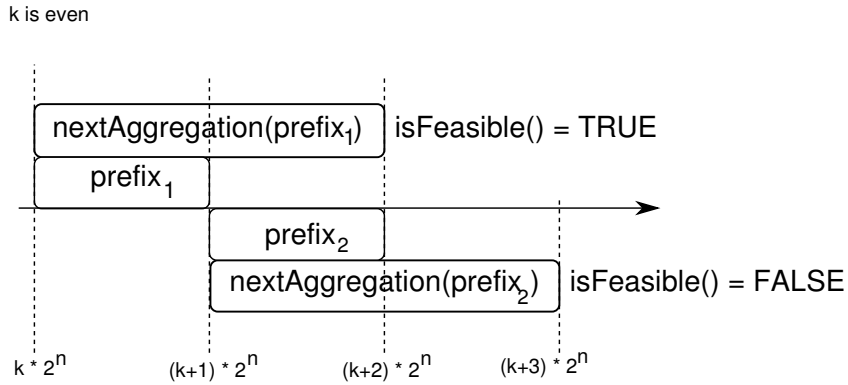 k is even
nextAggregation(prefix₁) isFeasible() = TRUE
prefix₁
prefix₂
nextAggregation(prefix₂) isFeasible() = FALSE
k * 2ⁿ (k+1) * 2ⁿ (k+2) * 2ⁿ (k+3) * 2ⁿ